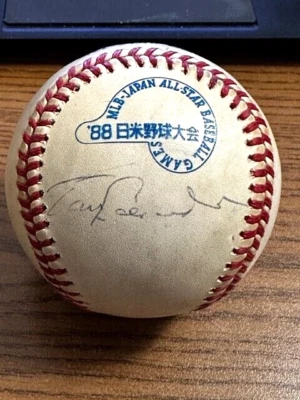 MLB-JAPAN ALL-STAR BASEBALL GAMES
'88 日米野球大会